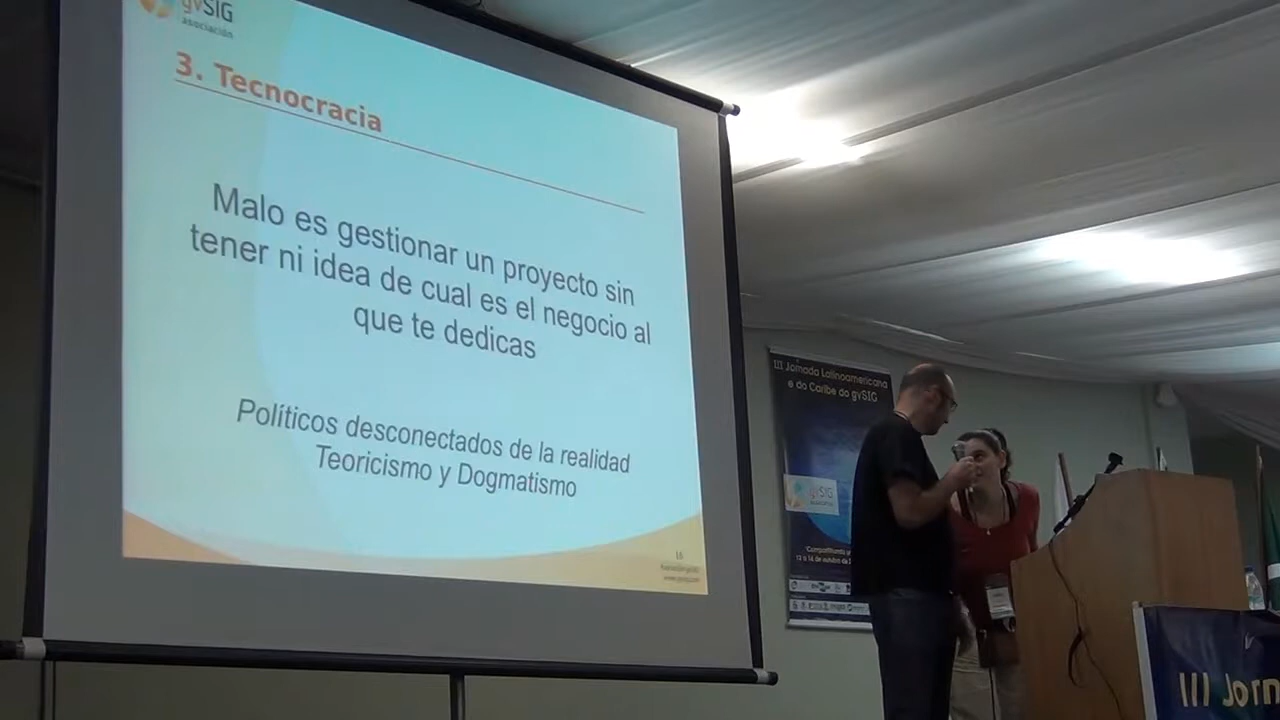 gvSIG
asociación
3. Tecnocracia
Malo es gestionar un proyecto sin
tener ni idea de cual es el negocio al
que te dedicas
Políticos desconectados de la realidad
Teoricismo y Dogmatismo
16
III Jornada Latinoamericana
e do Caribe do gvSIG
gvSIG
III Jorn